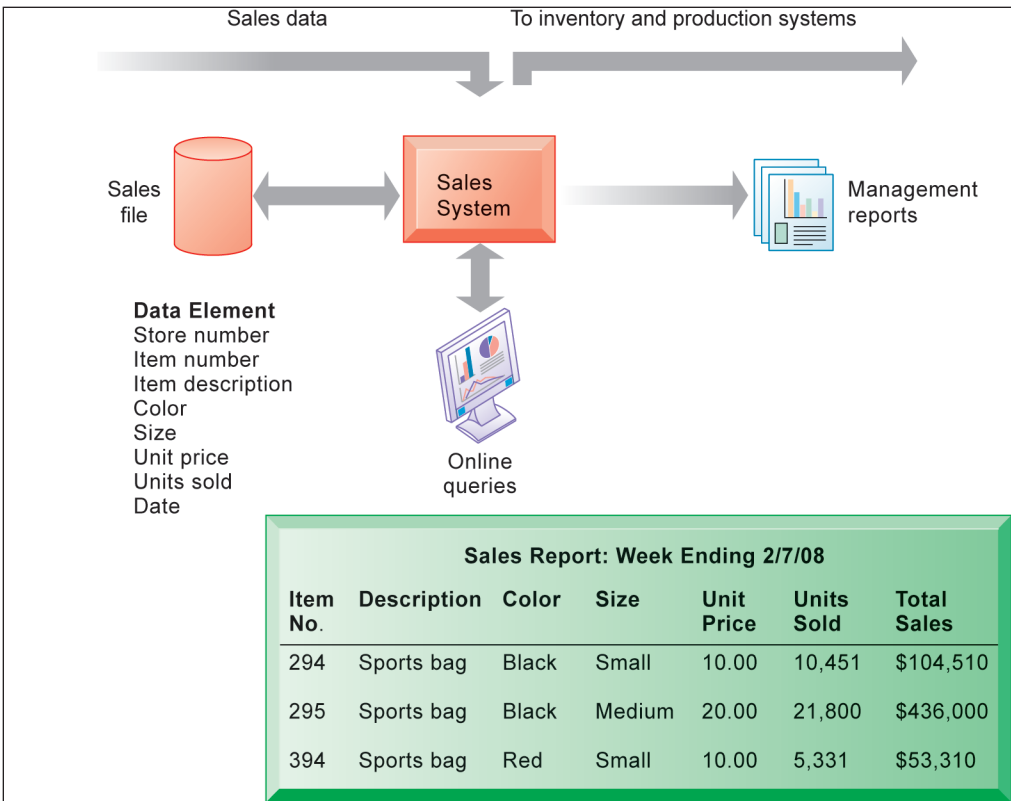 Sales data
To inventory and production systems
Sales
file
Sales
System
Management
reports
Data Element
Store number
Item number
Item description
Color
Size
Unit price
Units sold
Date
Online
queries
Sales Report: Week Ending 2/7/08
Item No. Description Color Size Unit Price Units Sold Total Sales
294 Sports bag Black Small 10.00 10,451 $104,510
295 Sports bag Black Medium 20.00 21,800 $436,000
394 Sports bag Red Small 10.00 5,331 $53,310